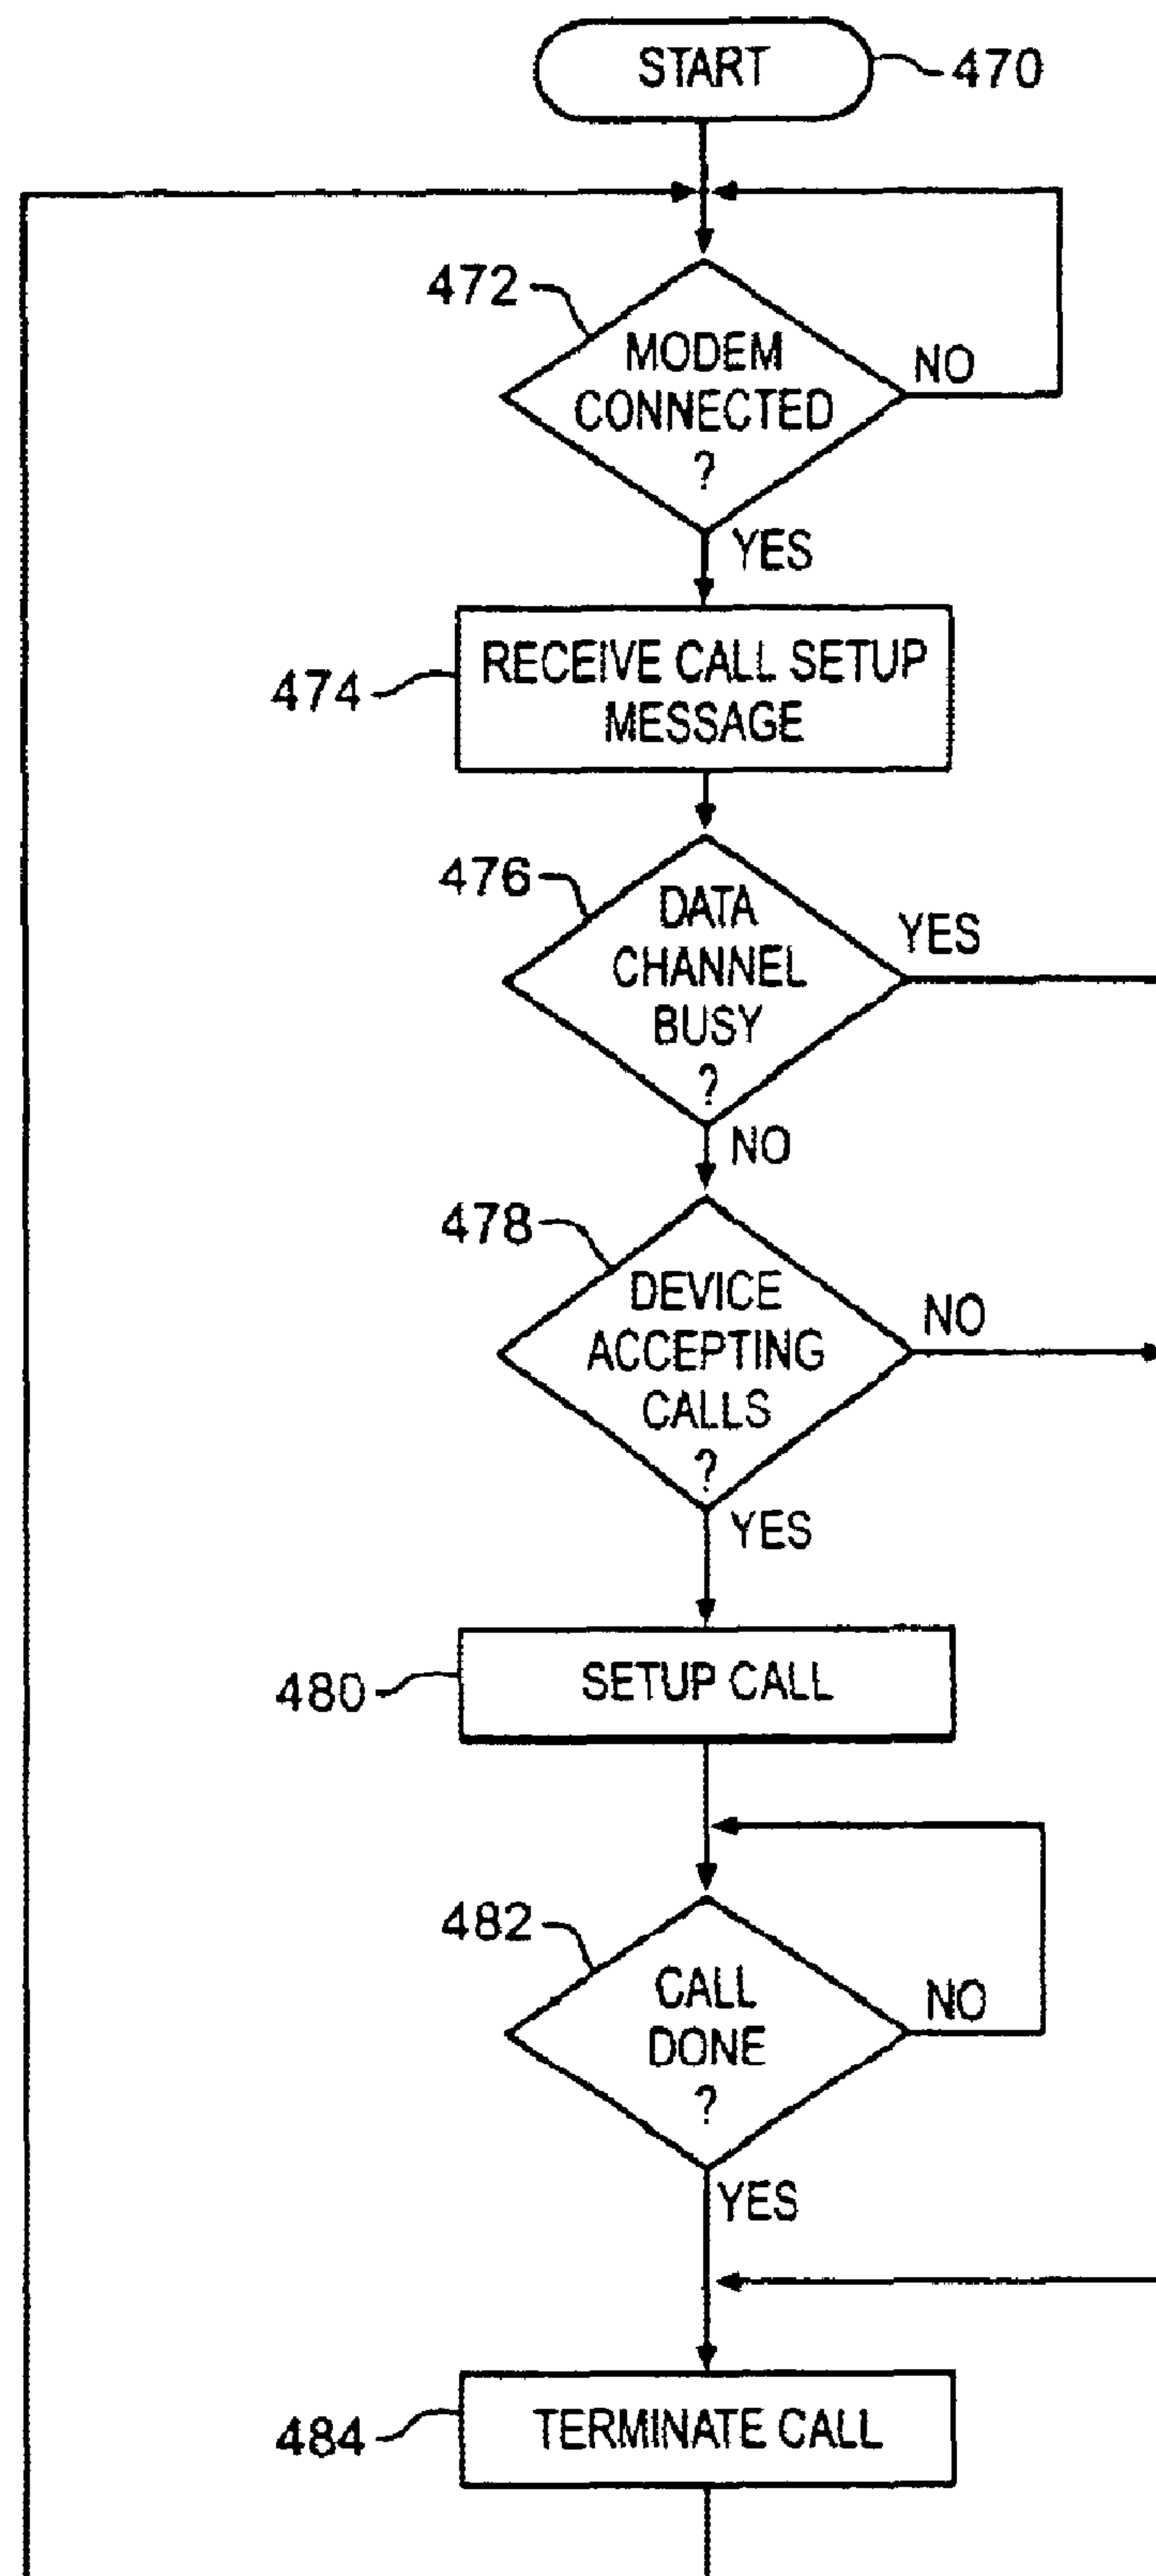 START
470
472
MODEM
CONNECTED
?
NO
YES
474
RECEIVE CALL SETUP
MESSAGE
476
DATA
CHANNEL
BUSY
?
YES
NO
478
DEVICE
ACCEPTING
CALLS
?
NO
YES
480
SETUP CALL
482
CALL
DONE
?
NO
YES
484
TERMINATE CALL